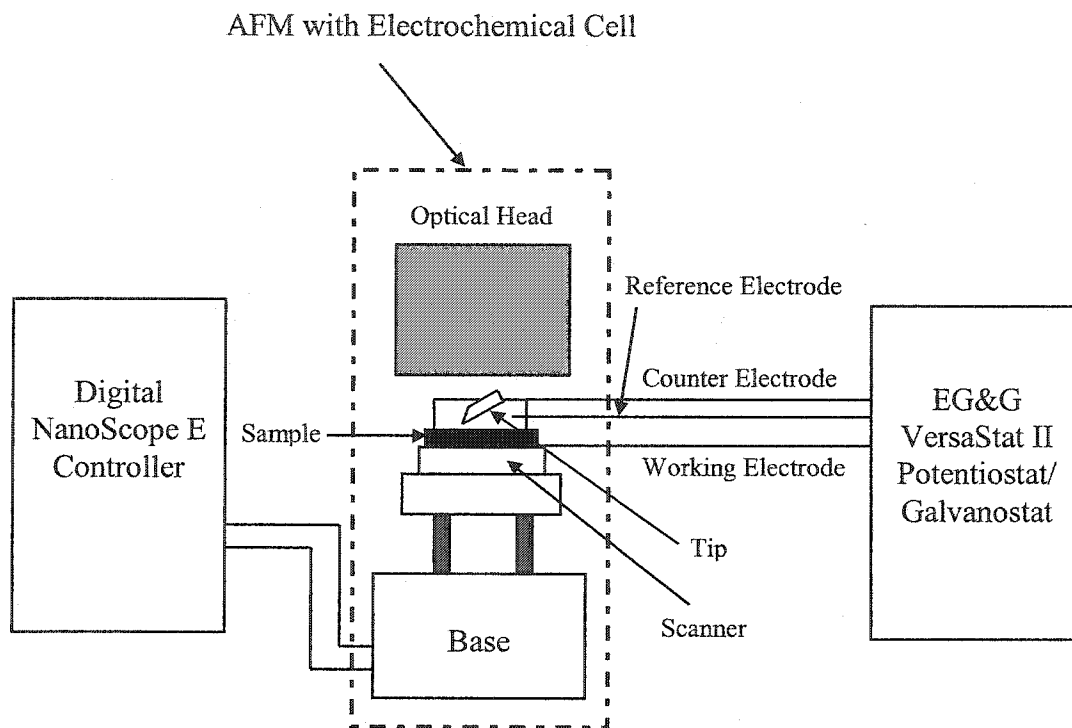 AFM with Electrochemical Cell
Optical Head
Reference Electrode
Digital
NanoScope E
Controller
Counter Electrode
Sample
Working Electrode
EG&G
VersaStat II
Potentiostat/
Galvanostat
Tip
Scanner
Base